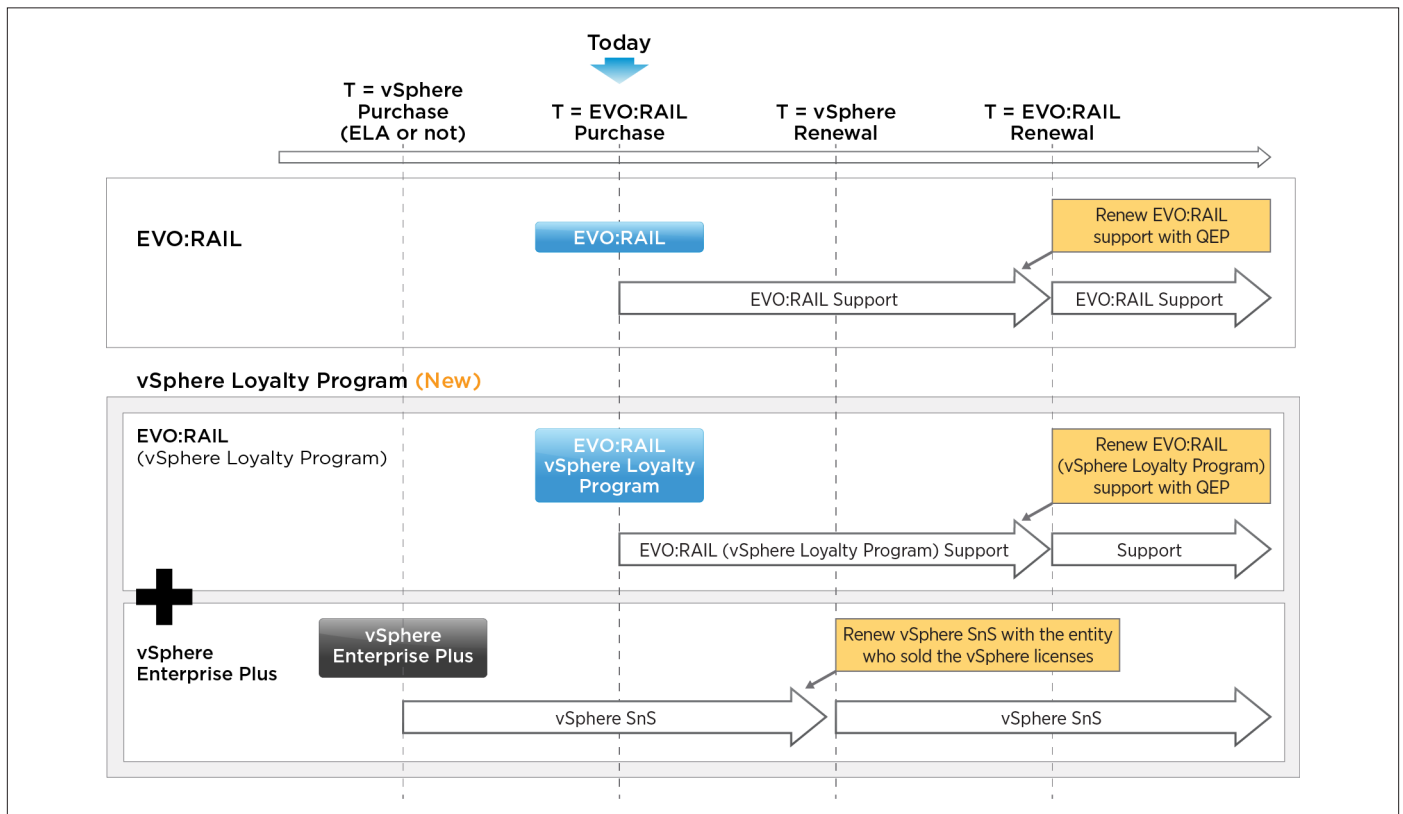 Today
T = vSphere
Purchase
(ELA or not)
T = EVO:RAIL
Purchase
T = vSphere
Renewal
T = EVO:RAIL
Renewal
EVO:RAIL
EVO:RAIL
Renew EVO:RAIL
support with QEP
EVO:RAIL Support
EVO:RAIL Support
vSphere Loyalty Program (New)
EVO:RAIL
(vSphere Loyalty Program)
EVO:RAIL
vSphere Loyalty
Program
Renew EVO:RAIL
(vSphere Loyalty Program)
support with QEP
EVO:RAIL (vSphere Loyalty Program) Support
Support
vSphere
Enterprise Plus
vSphere
Enterprise Plus
Renew vSphere SnS with the entity
who sold the vSphere licenses
vSphere SnS
vSphere SnS